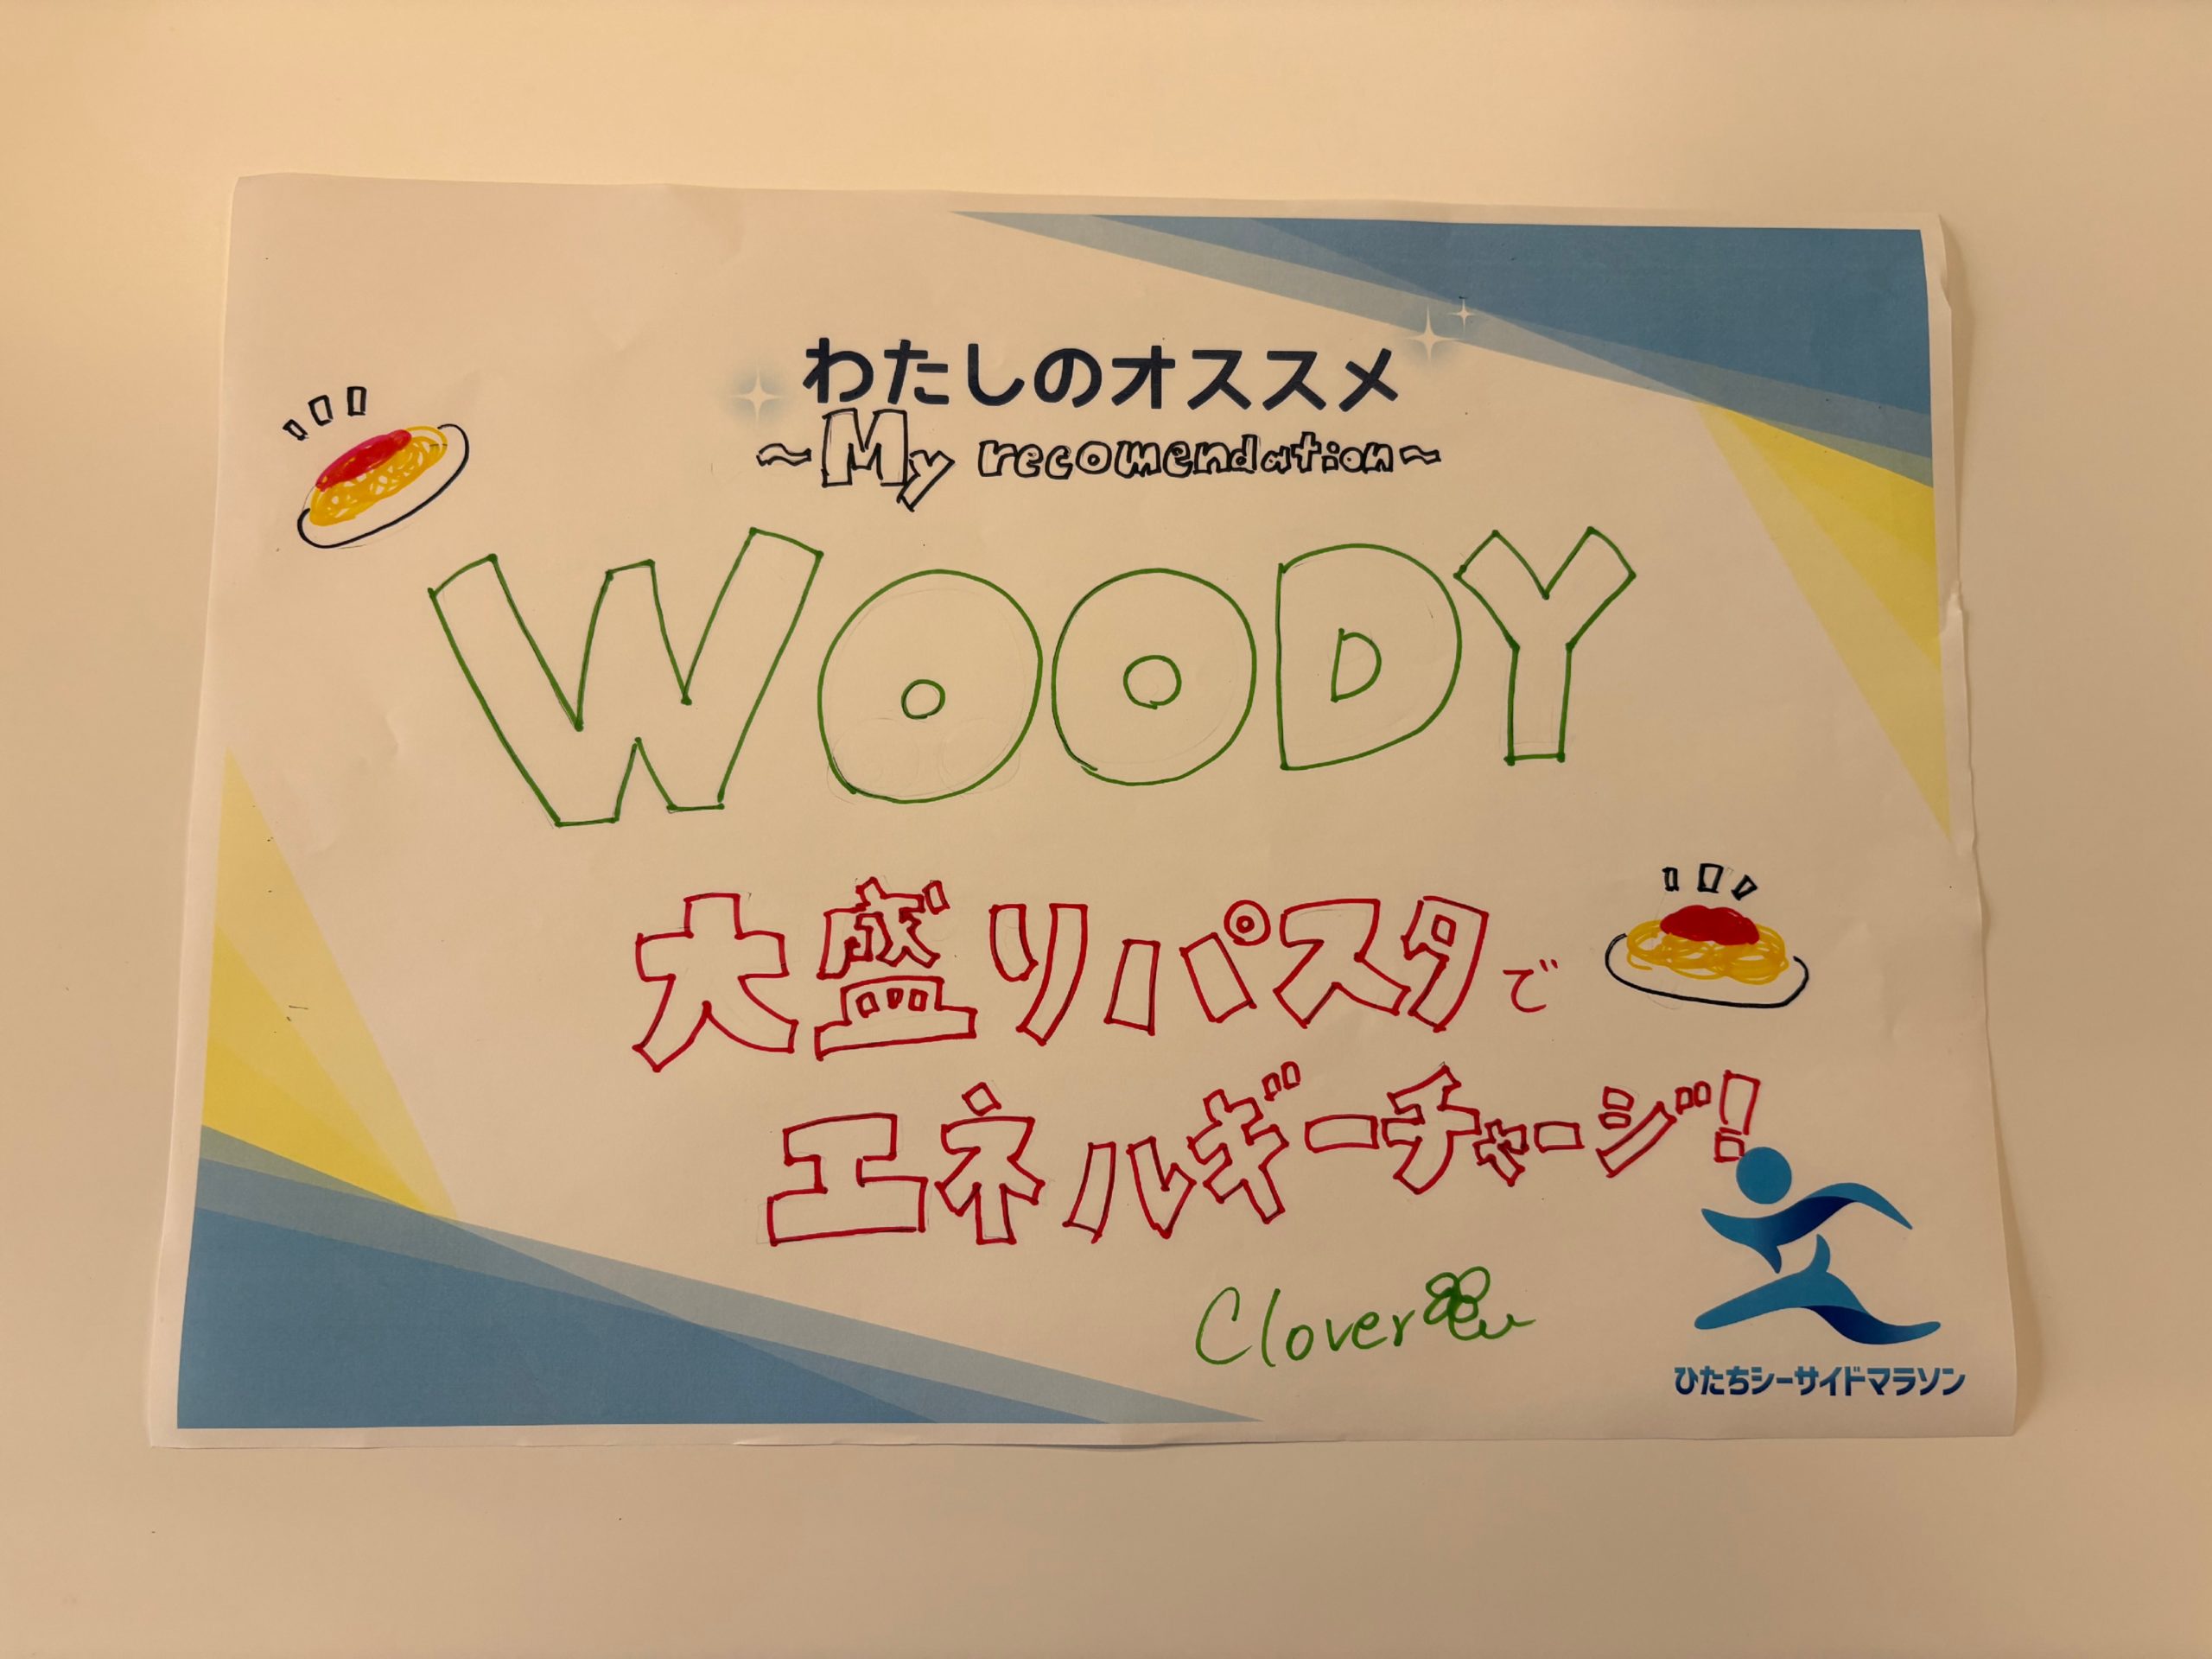 わたしのオススメ
~My recomendation~
WOODY
大盛りパスタで
エネルギーチャージ!
Clover
ひたちシーサイドマラソン